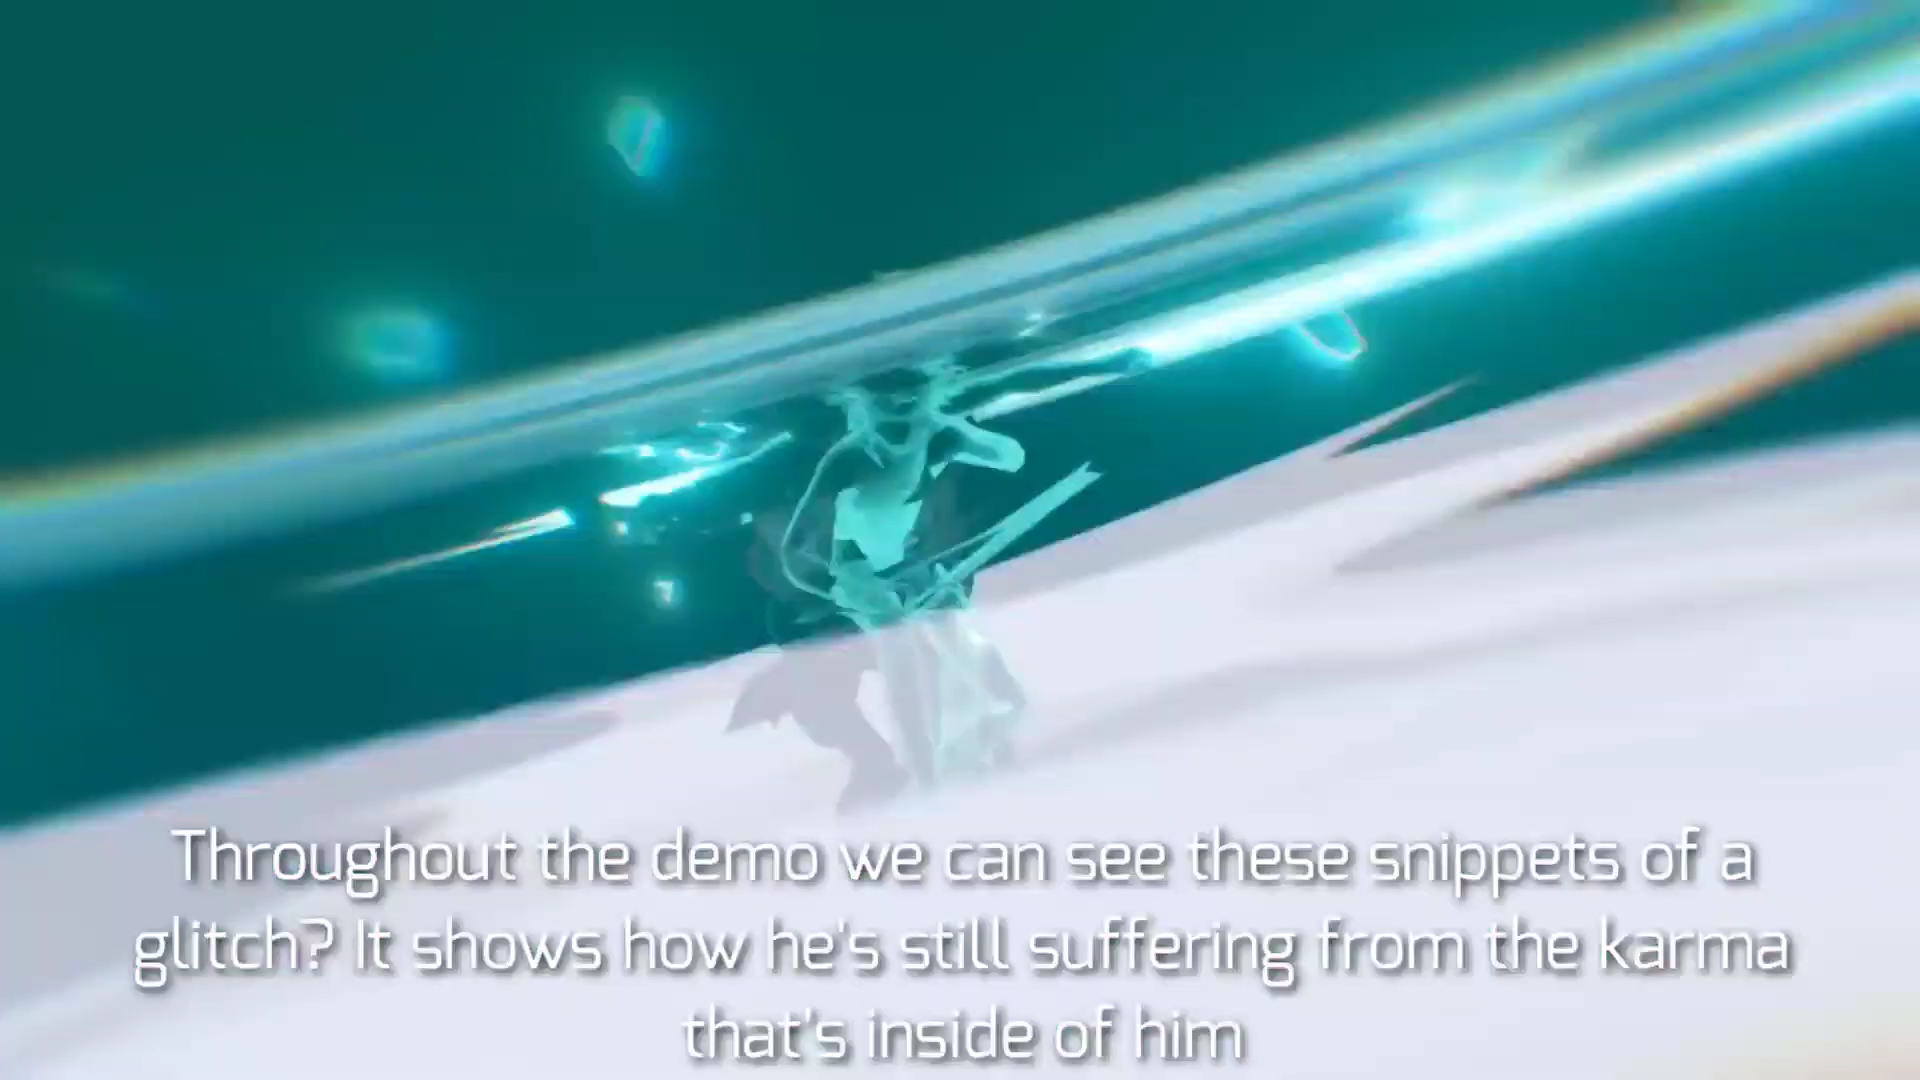 Throughout the demo we can see these snippets of a
glitch? It shows how he's still suffering from the karma
that's inside of him